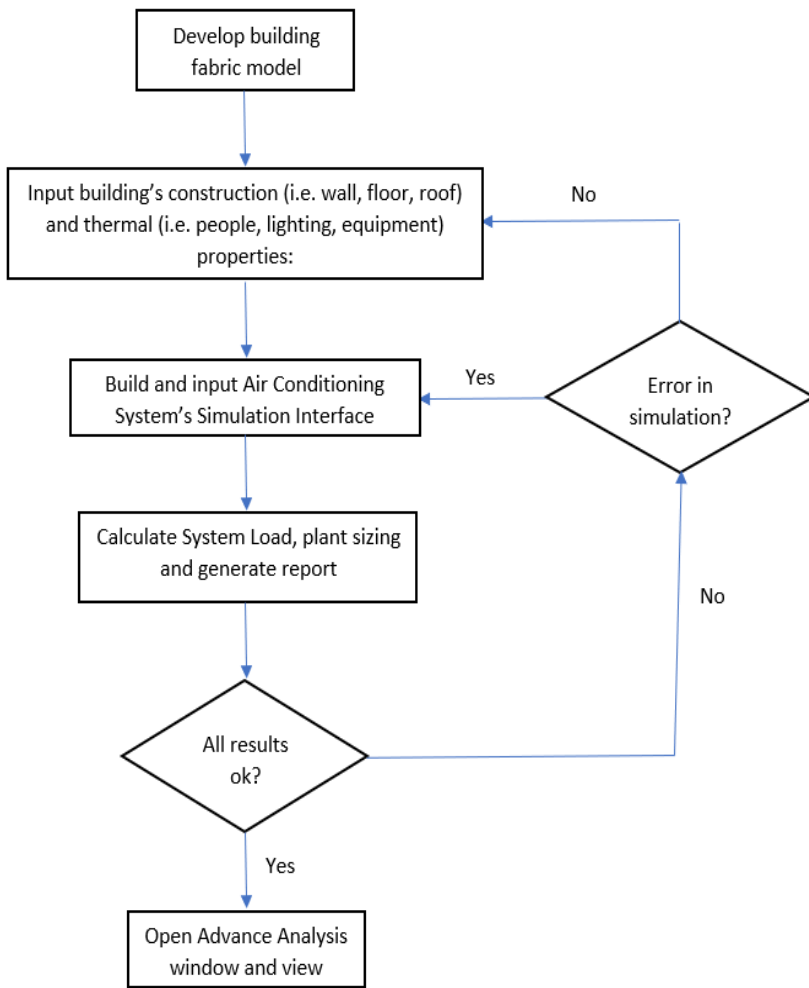 Develop building
fabric model
Input building’s construction (i.e. wall, floor, roof)
and thermal (i.e. people, lighting, equipment)
properties:
No
Build and input Air Conditioning
System’s Simulation Interface
Yes
Error in
simulation?
Calculate System Load, plant sizing
and generate report
No
All results
ok?
Yes
Open Advance Analysis
window and view